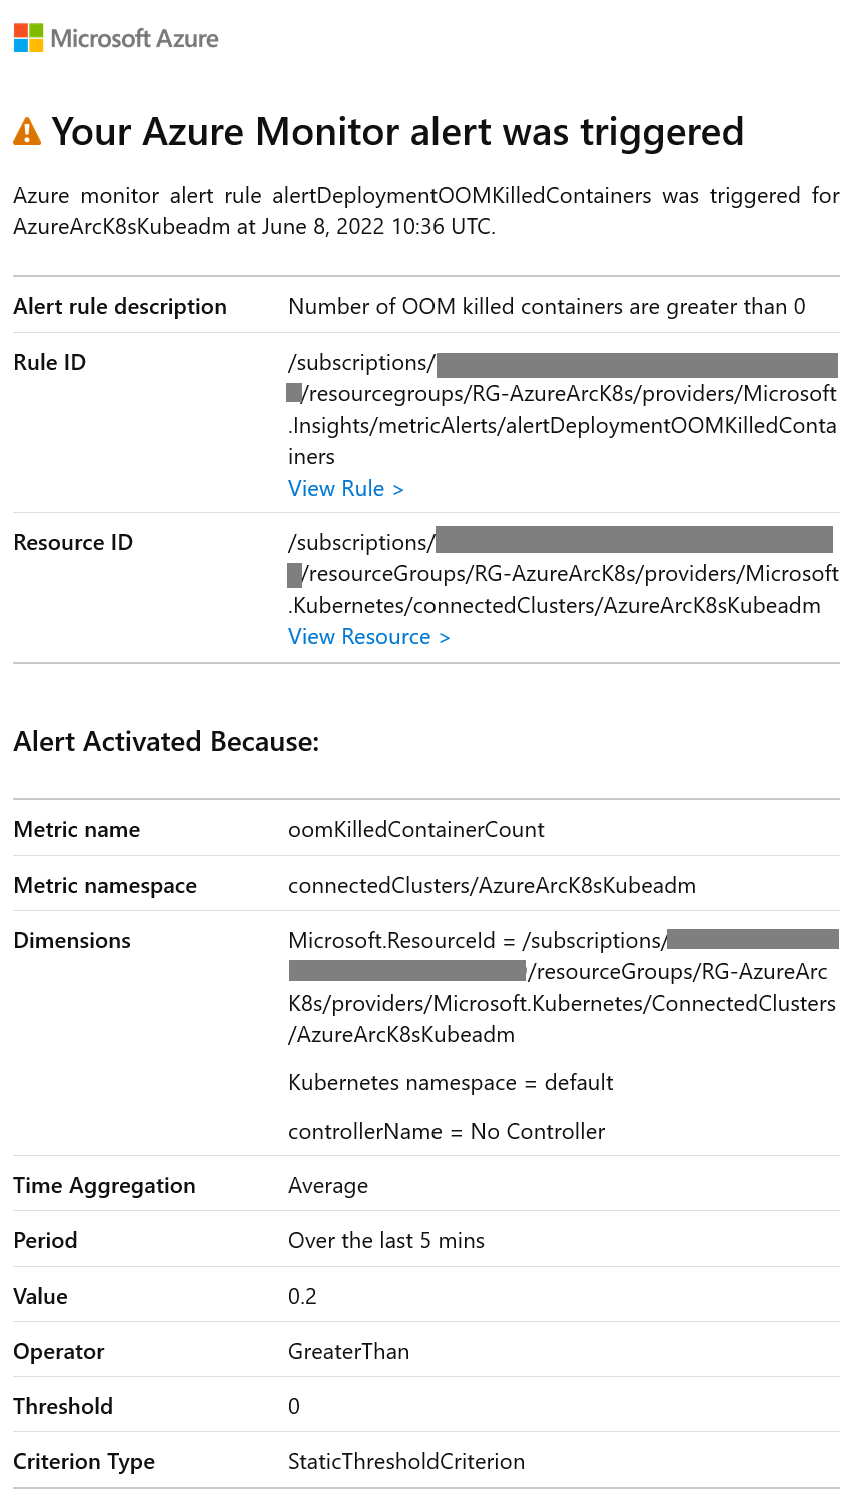 Microsoft Azure
Your Azure Monitor alert was triggered
Azure monitor alert rule alertDeploymentOOMKilledContainers was triggered for
AzureArcK8sKubeadm at June 8, 2022 10:36 UTC.
Alert rule description Number of OOM killed containers are greater than 0
Rule ID /subscriptions/
/resourcegroups/RG-AzureArcK8s/providers/Microsoft
.Insights/metricAlerts/alertDeploymentOOMKilledConta
iners
View Rule >
Resource ID /subscriptions/
/resourceGroups/RG-AzureArcK8s/providers/Microsoft
.Kubernetes/connectedClusters/AzureArcK8sKubeadm
View Resource >
Alert Activated Because:
Metric name oomKilledContainerCount
Metric namespace connectedClusters/AzureArcK8sKubeadm
Dimensions Microsoft.ResourceId = /subscriptions/
/resourceGroups/RG-AzureArc
K8s/providers/Microsoft.Kubernetes/ConnectedClusters
/AzureArcK8sKubeadm
Kubernetes namespace = default
controllerName = No Controller
Time Aggregation Average
Period Over the last 5 mins
Value 0.2
Operator GreaterThan
Threshold 0
Criterion Type StaticThresholdCriterion